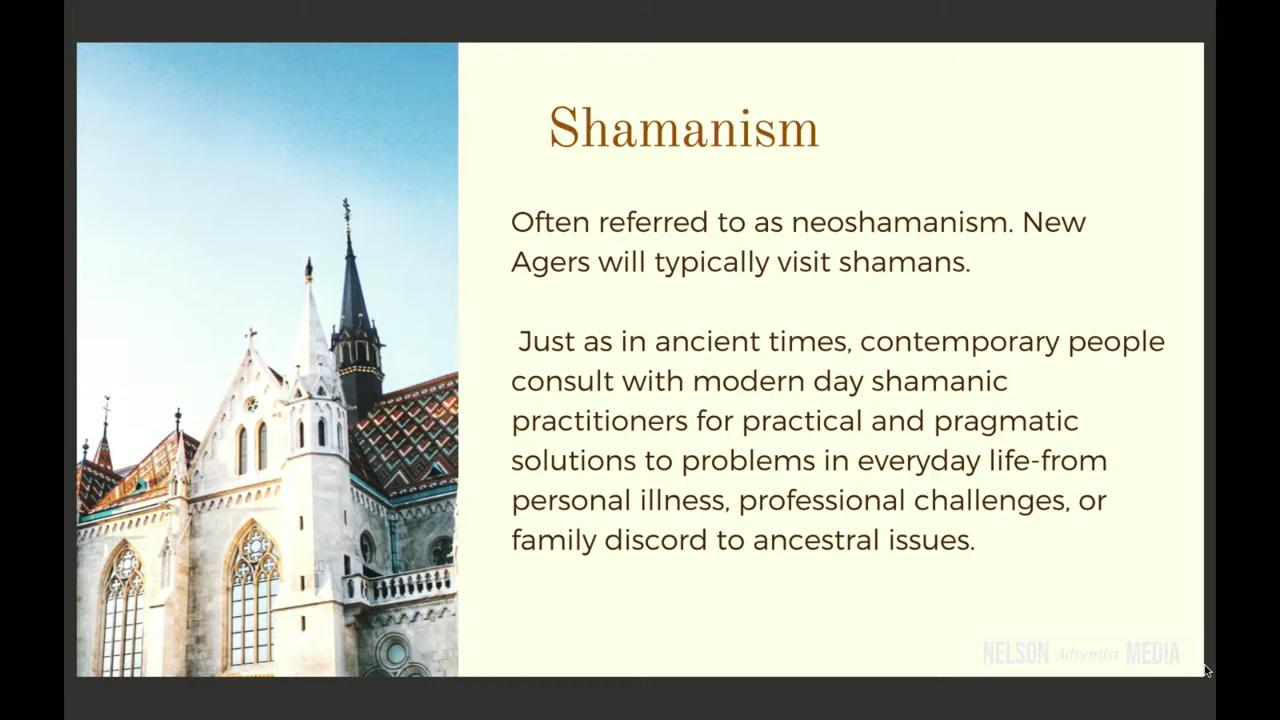 Shamanism
Often referred to as neoshamanism. New
Agers will typically visit shamans.
Just as in ancient times, contemporary people
consult with modern day shamanic
practitioners for practical and pragmatic
solutions to problems in everyday life-from
personal illness, professional challenges, or
family discord to ancestral issues.
NELSON Adventist MEDIA